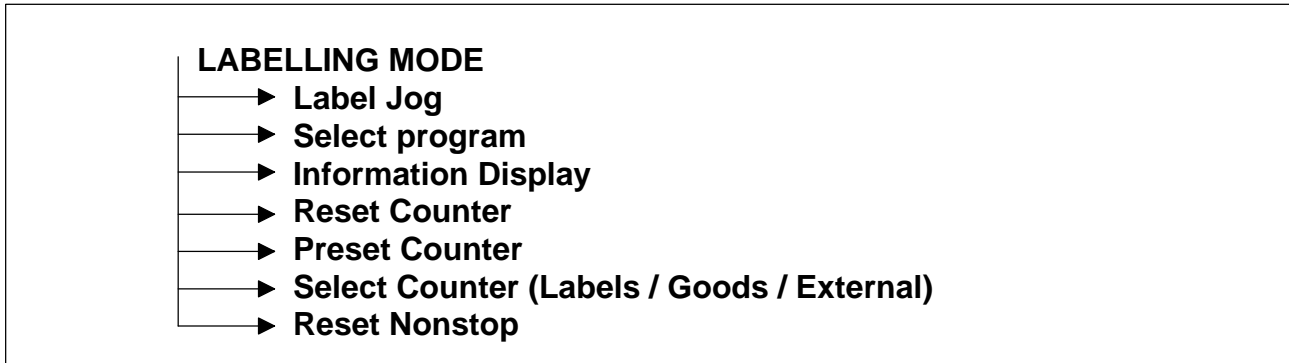 LABELLING MODE
Label Jog
Select program
Information Display
Reset Counter
Preset Counter
Select Counter (Labels / Goods / External)
Reset Nonstop